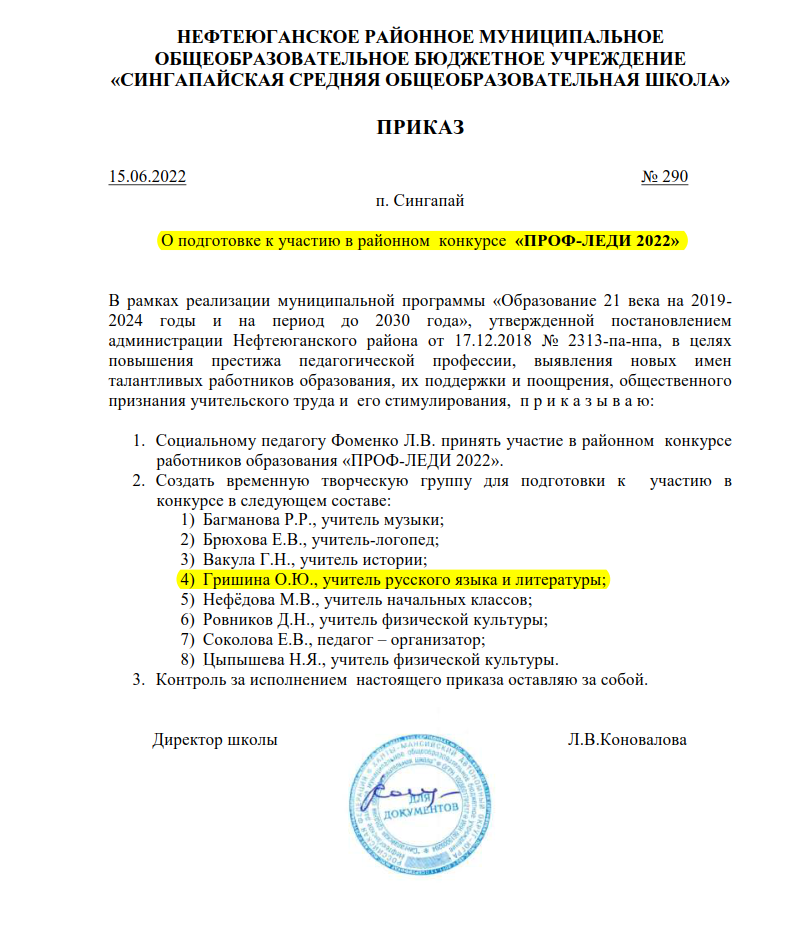 НЕФТЕЮГАНСКОЕ РАЙОННОЕ МУНИЦИПАЛЬНОЕ
ОБЩЕОБРАЗОВАТЕЛЬНОЕ БЮДЖЕТНОЕ УЧРЕЖДЕНИЕ
«СИНГАПАЙСКАЯ СРЕДНЯЯ ОБЩЕОБРАЗОВАТЕЛЬНАЯ ШКОЛА»
ПРИКАЗ
15.06.2022 № 290
п. Сингапай
О подготовке к участию в районном конкурсе «ПРОФ-ЛЕДИ 2022»
В рамках реализации муниципальной программы «Образование 21 века на 2019-
2024 годы и на период до 2030 года», утвержденной постановлением
администрации Нефтеюганского района от 17.12.2018 № 2313-па-нпа, в целях
повышения престижа педагогической профессии, выявления новых имен
талантливых работников образования, их поддержки и поощрения, общественного
признания учительского труда и его стимулирования, п р и к а з ы в а ю:
1. Социальному педагогу Фоменко Л.В. принять участие в районном конкурсе
работников образования «ПРОФ-ЛЕДИ 2022».
2. Создать временную творческую группу для подготовки к участию в
конкурсе в следующем составе:
1) Багманова Р.Р., учитель музыки;
2) Брюхова Е.В., учитель-логопед;
3) Вакула Г.Н., учитель истории;
4) Гришина О.Ю., учитель русского языка и литературы;
5) Нефёдова М.В., учитель начальных классов;
6) Ровников Д.Н., учитель физической культуры;
7) Соколова Е.В., педагог – организатор;
8) Цыпышева Н.Я., учитель физической культуры.
3. Контроль за исполнением настоящего приказа оставляю за собой.
Директор школы Л.В.Коновалова
ДЛЯ
ДОКУМЕНТОВ